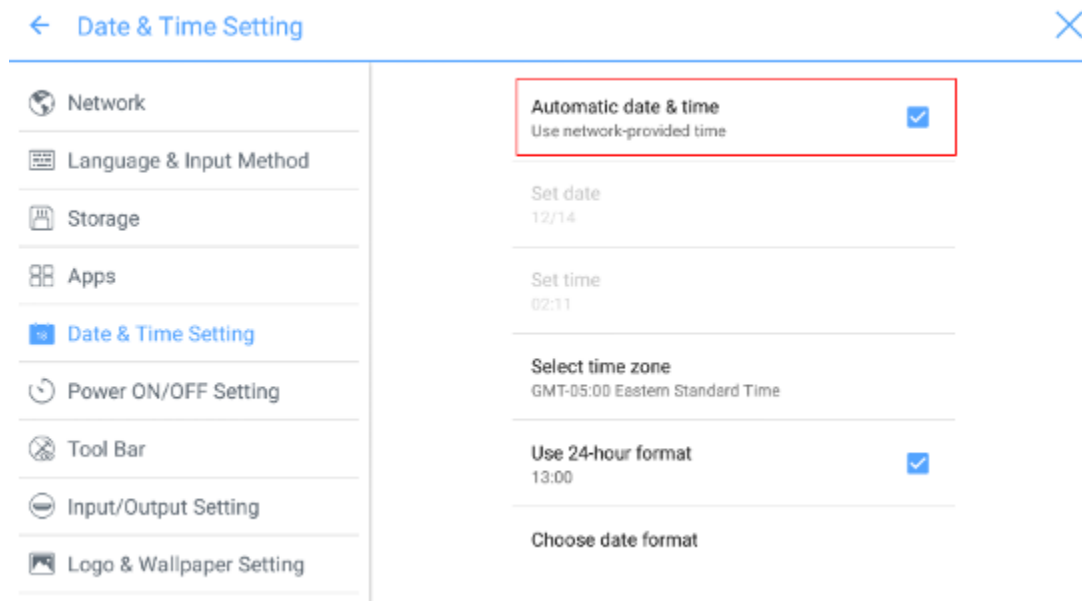 Date & Time Setting
Network
Language & Input Method
Storage
Apps
18
Date & Time Setting
Power ON/OFF Setting
Tool Bar
Input/Output Setting
Logo & Wallpaper Setting
Automatic date & time
Use network-provided time
Set date
12/14
Set time
02:11
Select time zone
GMT-05:00 Eastern Standard Time
Use 24-hour format
13:00
Choose date format